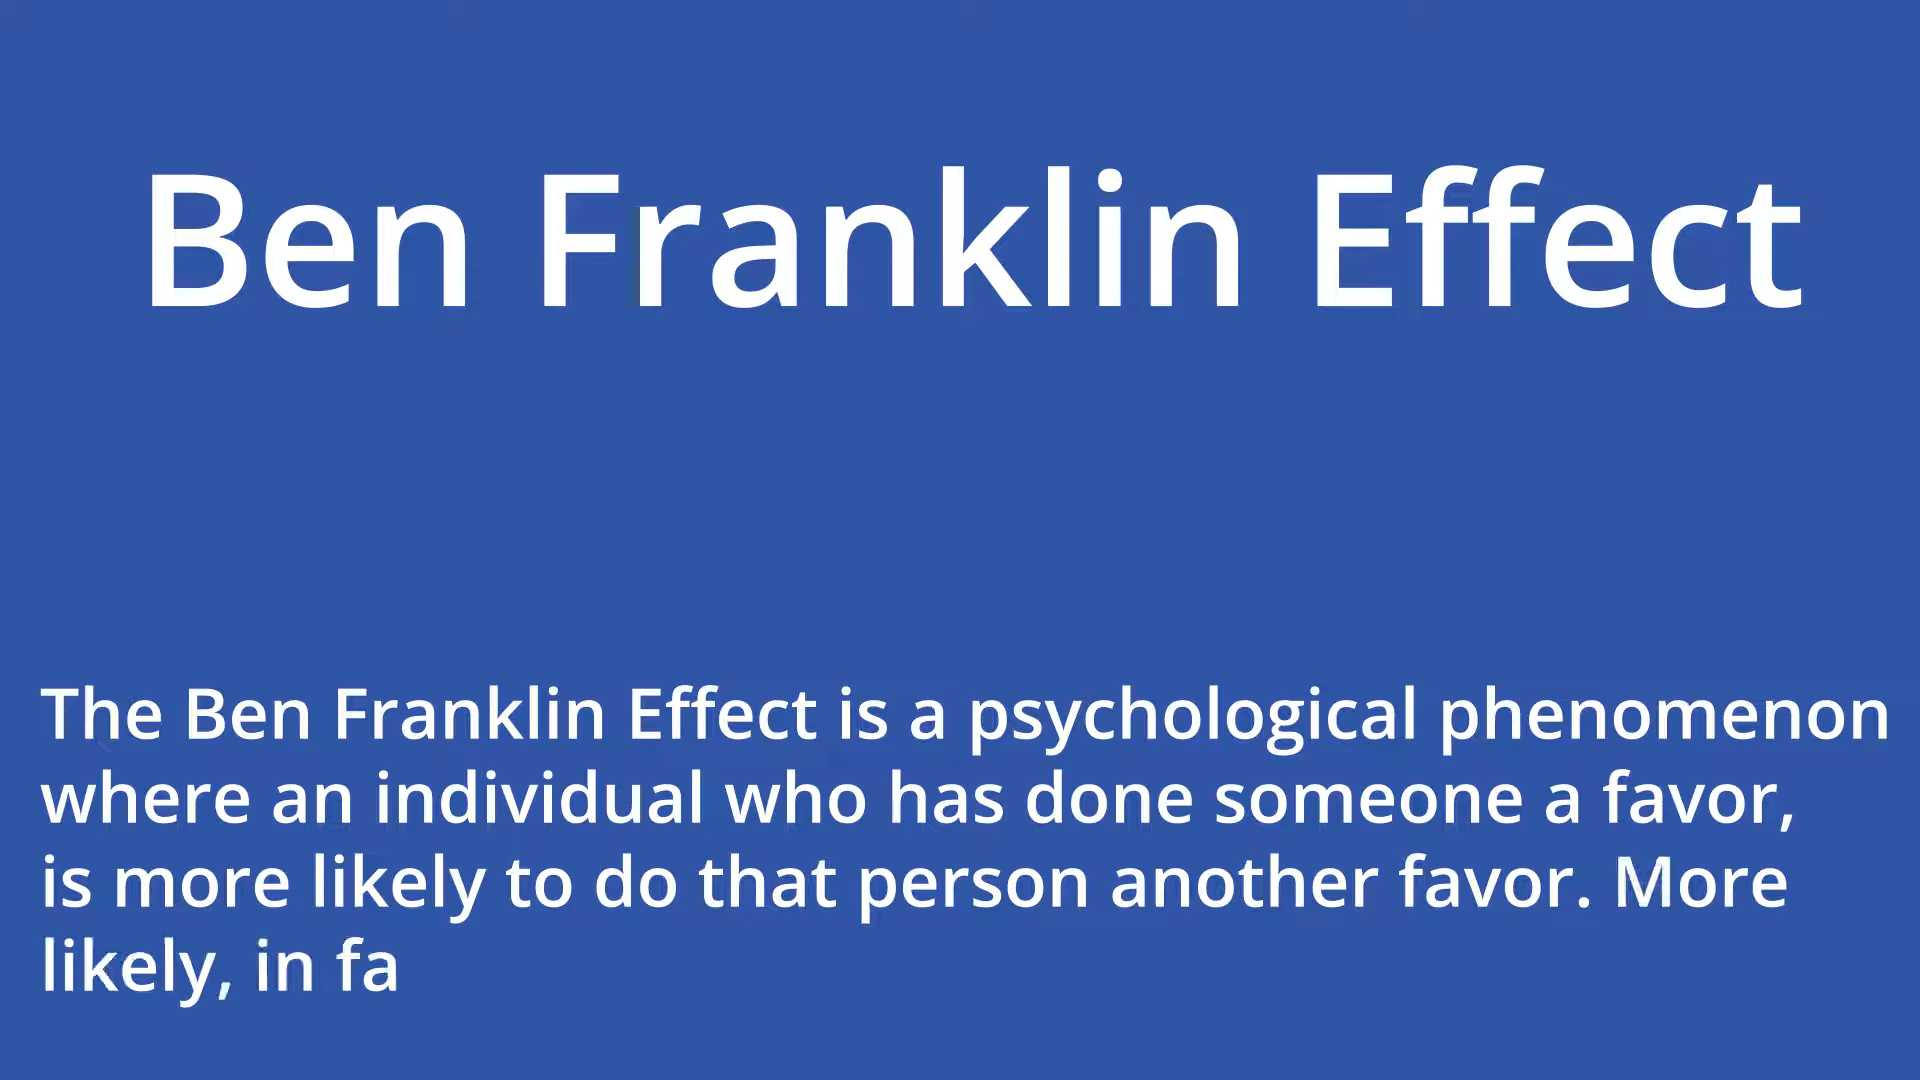 Ben Franklin Effect
The Ben Franklin Effect is a psychological phenomenon
where an individual who has done someone a favor,
is more likely to do that person another favor. More
likely, in fa